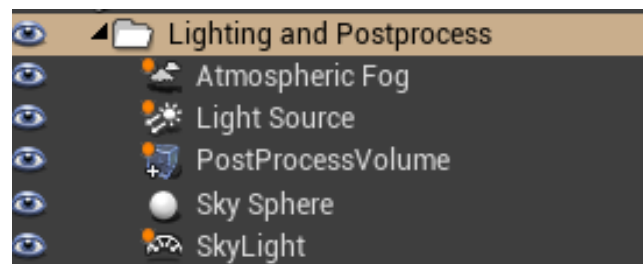 Lighting and Postprocess
Atmospheric Fog
Light Source
PostProcessVolume
Sky Sphere
SkyLight